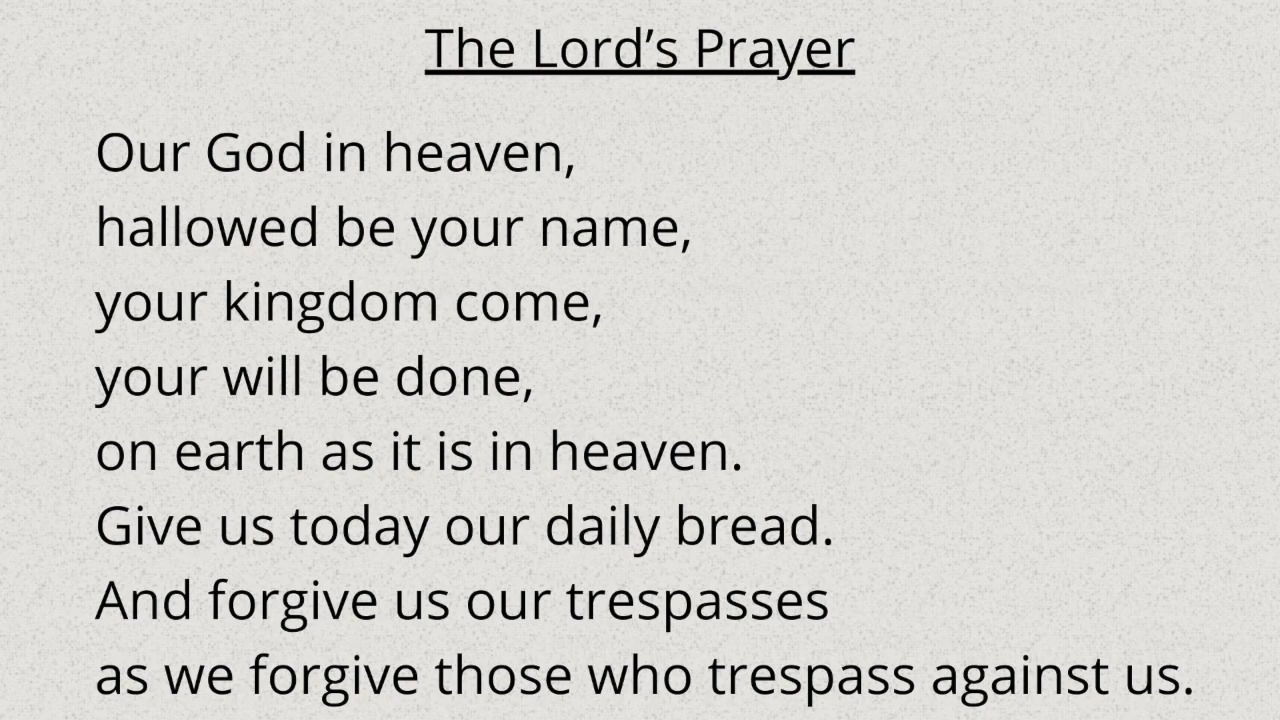 The Lord’s Prayer
Our God in heaven,
hallowed be your name,
your kingdom come,
your will be done,
on earth as it is in heaven.
Give us today our daily bread.
And forgive us our trespasses
as we forgive those who trespass against us.